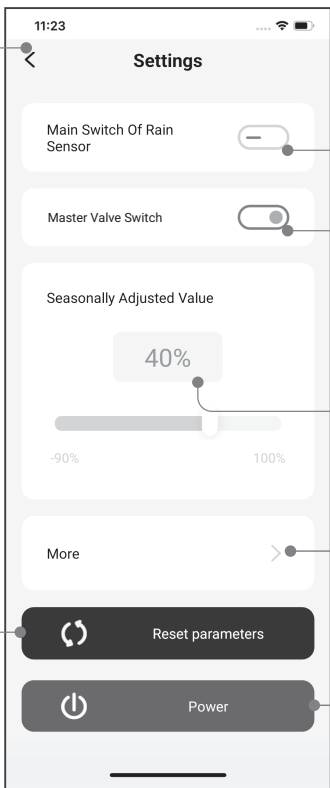 11:23
Settings
Main Switch Of Rain
Sensor
Master Valve Switch
Seasonally Adjusted Value
40%
-90% 100%
More
Reset parameters
Power